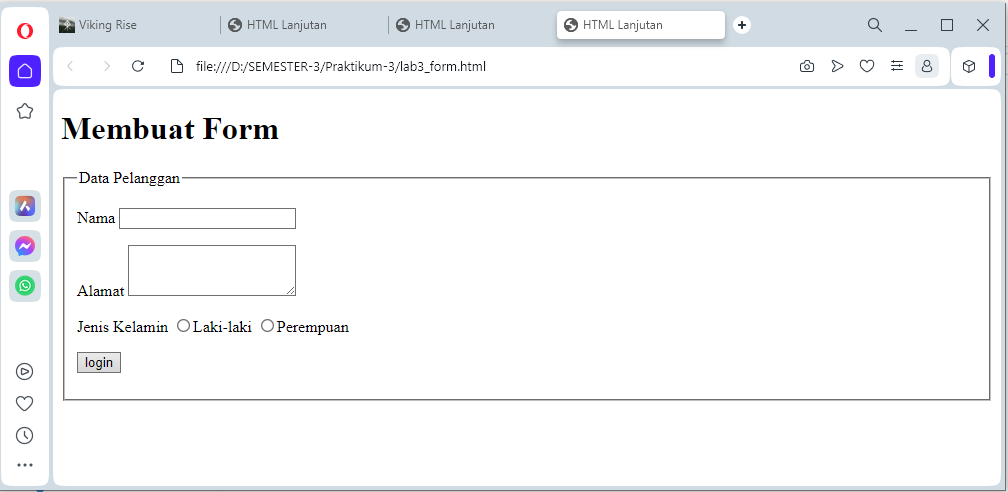 Viking Rise
HTML Lanjutan
HTML Lanjutan
HTML Lanjutan
file:///D:/SEMESTER-3/Praktikum-3/lab3_form.html
Membuat Form
Data Pelanggan
Nama
Alamat
Jenis Kelamin Laki-laki Perempuan
login